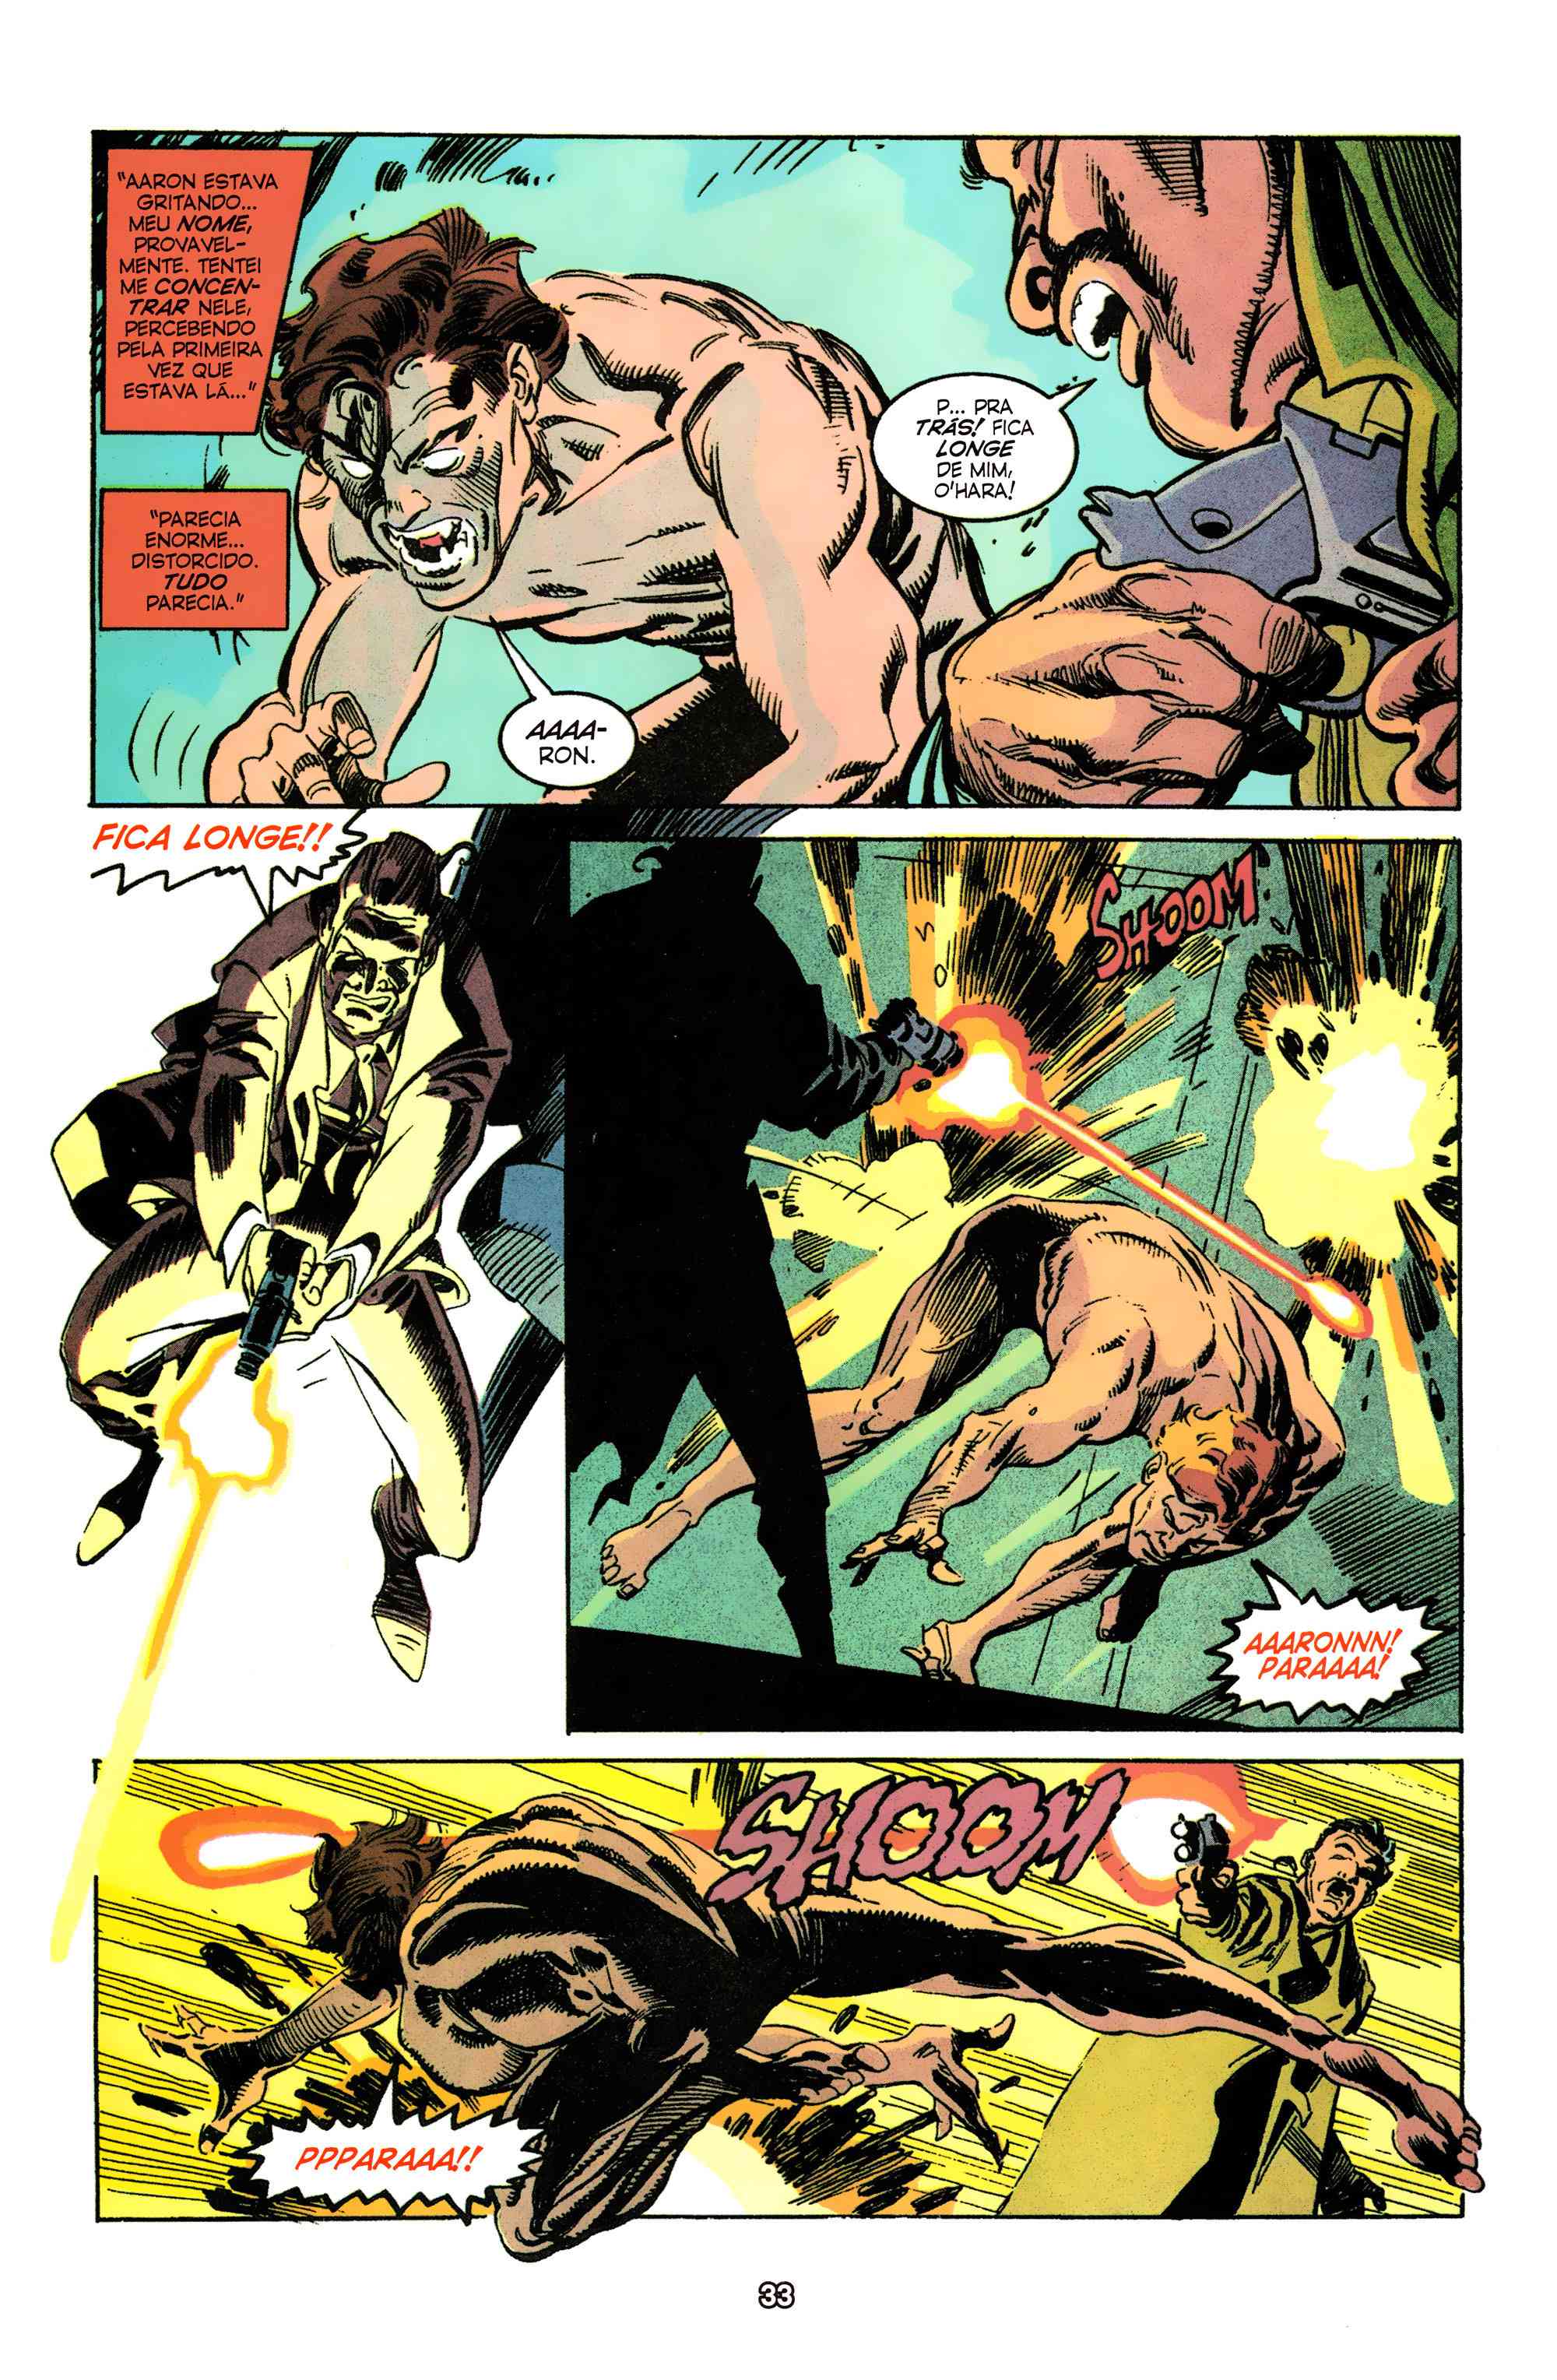 "AARON ESTAVA
GRITANDO...
MEU NOME,
PROVAVEL-
MENTE. TENTEI
ME CONCEN-
TRAR NELE,
PERCEBENDO
PELA PRIMEIRA
VEZ QUE
ESTAVA LÁ..."
"PARECIA
ENORME...
DISTORCIDO.
TUDO
PARECIA."
P... PRA
TRÁS! FICA
LONGE
DE MIM,
O'HARA!
AAAA-
RON.
FICA LONGE!!
SHOOM
AAARONNN!
PARAAAA!
SHOOM
PPPARAAA!!
33